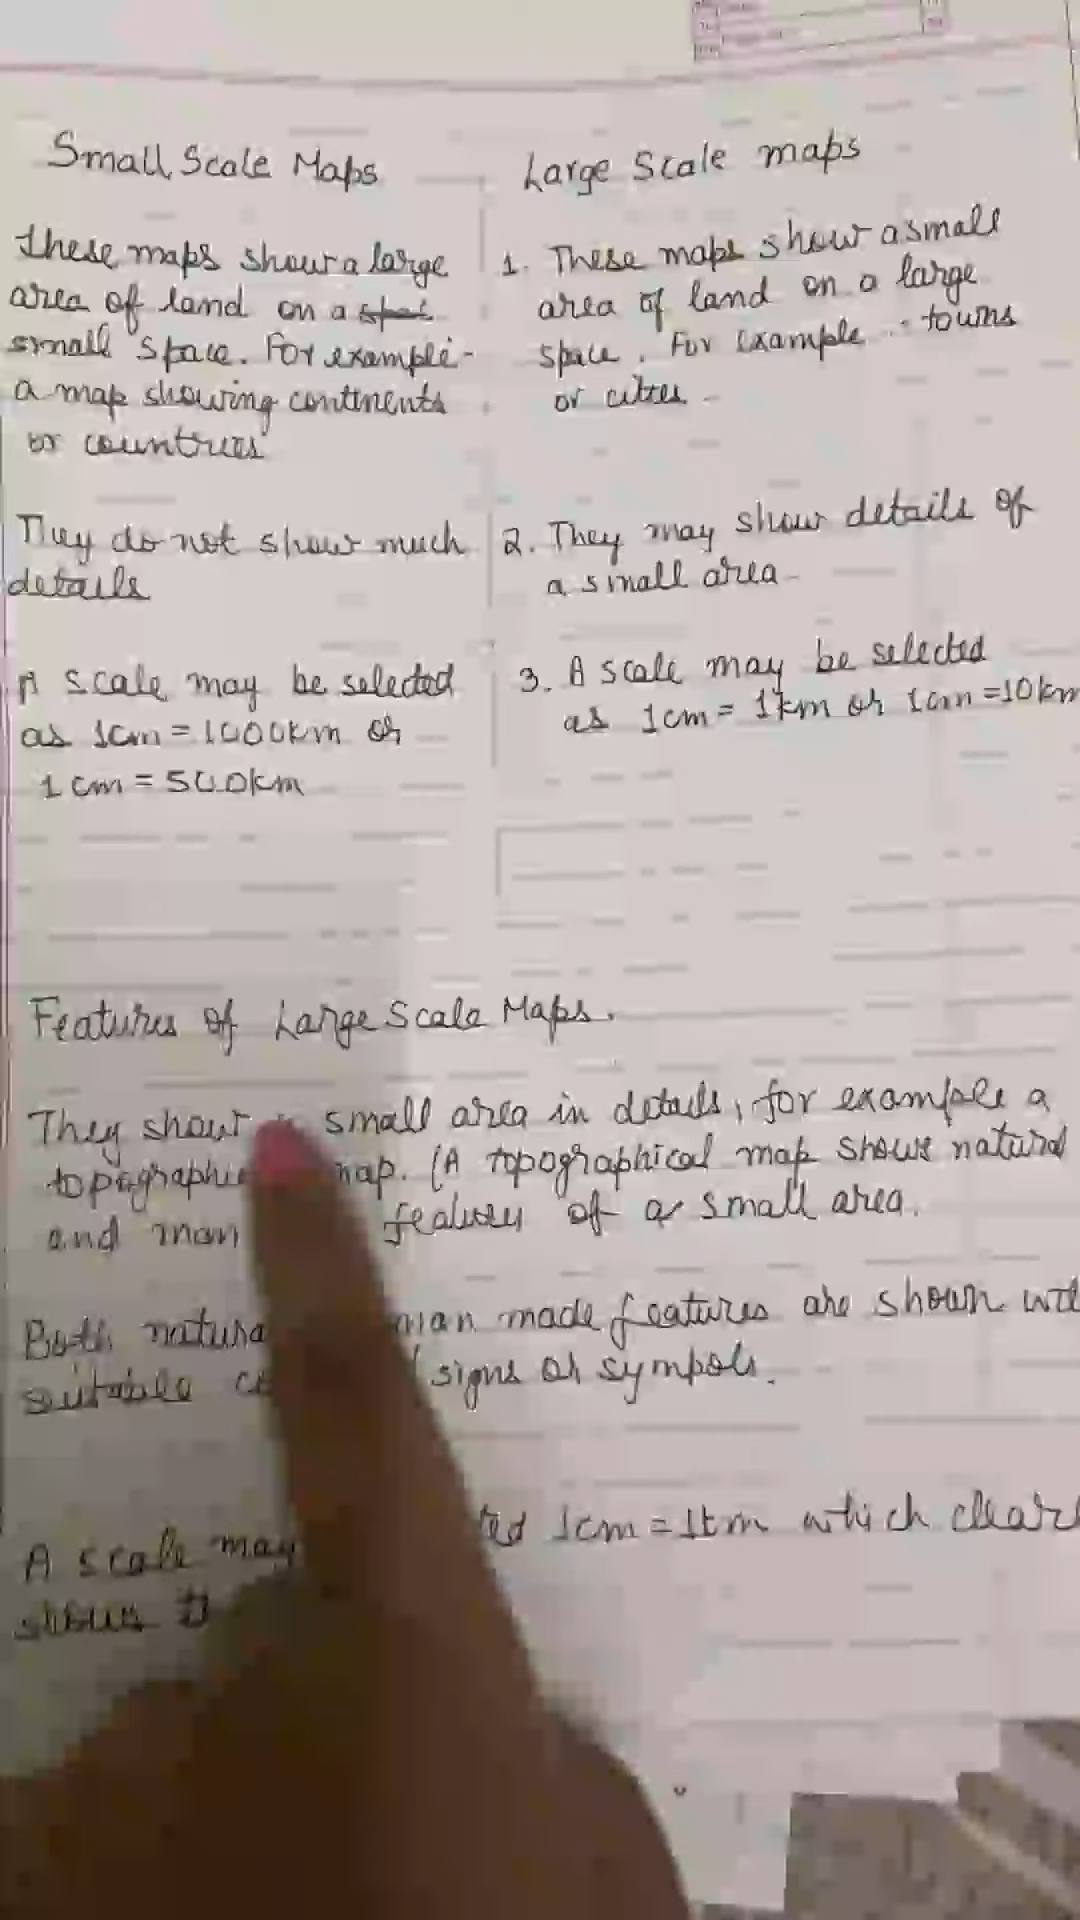 Small Scale Maps
These maps show a large
area of land on a
small space. For example-
a map showing continents
or countries
They do not show much
details
A scale may be selected
as 1cm = 1000km or
1 cm = 500km
Large Scale maps
1. These maps show a small
area of land on a large
space. For example - towns
or cities -
2. They may show details of
a small area -
3. A scale may be selected
as 1cm = 1km or 1cm = 10km
Features of Large Scale Maps.
They show a small area in details, for example a
map. (A topographical map shows natural
and man features of a small area.
Both man made features are shown
suitable signs or symbols.
A scale may 1cm = 1km which
shows